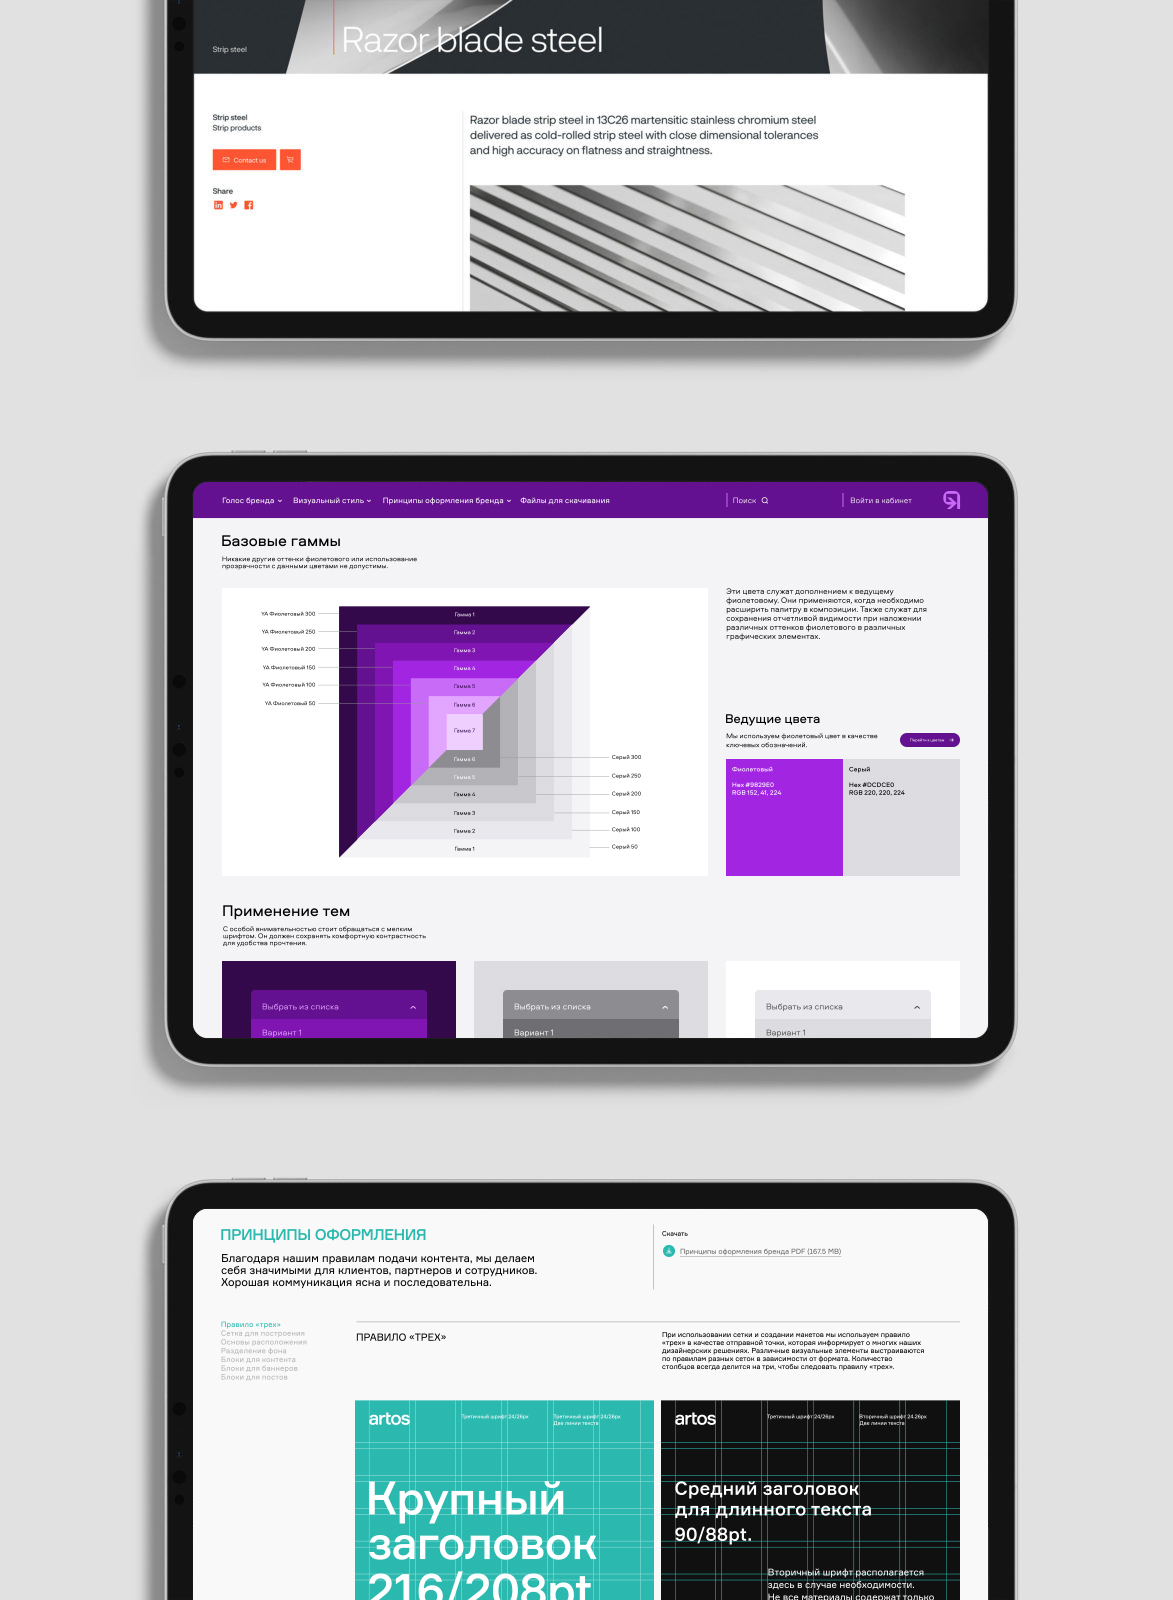 Razor blade steel
Strip steel
Strip steel
Strip products
Contact us
Share
Razor blade strip steel in 13C26 martensitic stainless chromium steel
delivered as cold-rolled strip steel with close dimensional tolerances
and high accuracy on flatness and straightness.
Голос бренда Визуальный стиль Принципы оформления бренда Файлы для скачивания Поиск Войти в кабинет
Базовые гаммы
Никакие другие оттенки фиолетового или использование
прозрачности с данными цветами не допустимы.
YA Фиолетовый 300
YA Фиолетовый 250
YA Фиолетовый 200
YA Фиолетовый 150
YA Фиолетовый 100
YA Фиолетовый 50
Гамма 1
Гамма 2
Гамма 3
Гамма 4
Гамма 5
Гамма 6
Гамма 7
Гамма 6
Гамма 5
Гамма 4
Гамма 3
Гамма 2
Гамма 1
Серый 300
Серый 250
Серый 200
Серый 150
Серый 100
Серый 50
Эти цвета служат дополнением к ведущему
фиолетовому. Они применяются, когда необходимо
расширить палитру в композиции. Также служат для
сохранения отчетливой видимости при наложении
различных оттенков фиолетового в различных
графических элементах.
Ведущие цвета
Мы используем фиолетовый цвет в качестве
ключевых обозначений.
Перейти к цветам
Фиолетовый
Hex #9829E0
RGB 152, 41, 224
Серый
Hex #DCDCE0
RGB 220, 220, 224
Применение тем
С особой внимательностью стоит обращаться с мелким
шрифтом. Он должен сохранять комфортную контрастность
для удобства прочтения.
Выбрать из списка
Вариант 1
Выбрать из списка
Вариант 1
Выбрать из списка
Вариант 1
ПРИНЦИПЫ ОФОРМЛЕНИЯ
Благодаря нашим правилам подачи контента, мы делаем
себя значимыми для клиентов, партнеров и сотрудников.
Хорошая коммуникация ясна и последовательна.
Скачать
Принципы оформления бренда PDF (167.5 MB)
Правило «трех»
Сетка для построения
Основы расположения
Разделение фона
Блоки для контента
Блоки для баннеров
Блоки для постов
ПРАВИЛО «ТРЕХ»
При использовании сетки и создании макетов мы используем правило
«трех» в качестве отправной точки, которая информирует о многих наших
дизайнерских решениях. Различные визуальные элементы выстраиваются
по правилам разных сеток в зависимости от формата. Количество
столбцов всегда делится на три, чтобы следовать правилу «трех».
artos
Третичный шрифт 24/26px
Третичный шрифт 24/26px
Две линии текста
Крупный
заголовок
216/208pt
artos
Третичный шрифт 24/26px
Вторичный шрифт 24.26px
Две линии текста
Средний заголовок
для длинного текста
90/88pt.
Вторичный шрифт располагается
здесь в случае необходимости.
Не все материалы содержат только